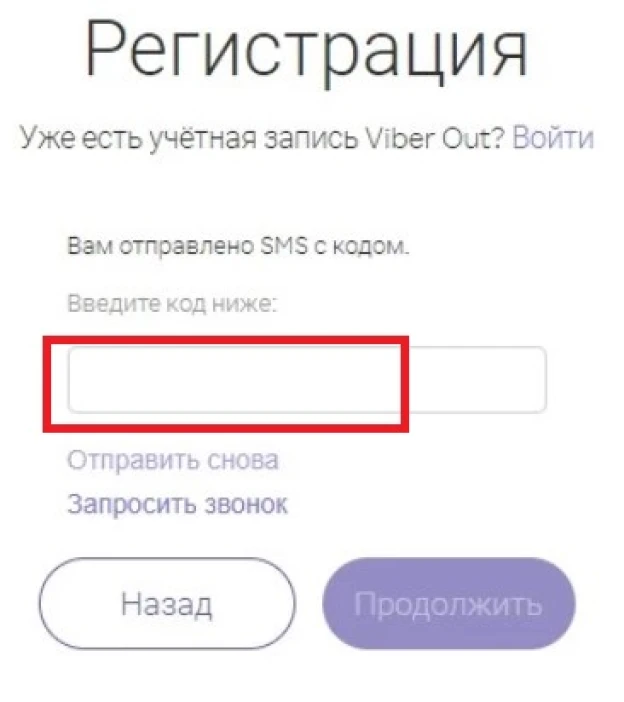 Регистрация
Уже есть учётная запись Viber Out? Войти
Вам отправлено SMS с кодом.
Введите код ниже:
Отправить снова
Запросить звонок
Назад
Продолжить